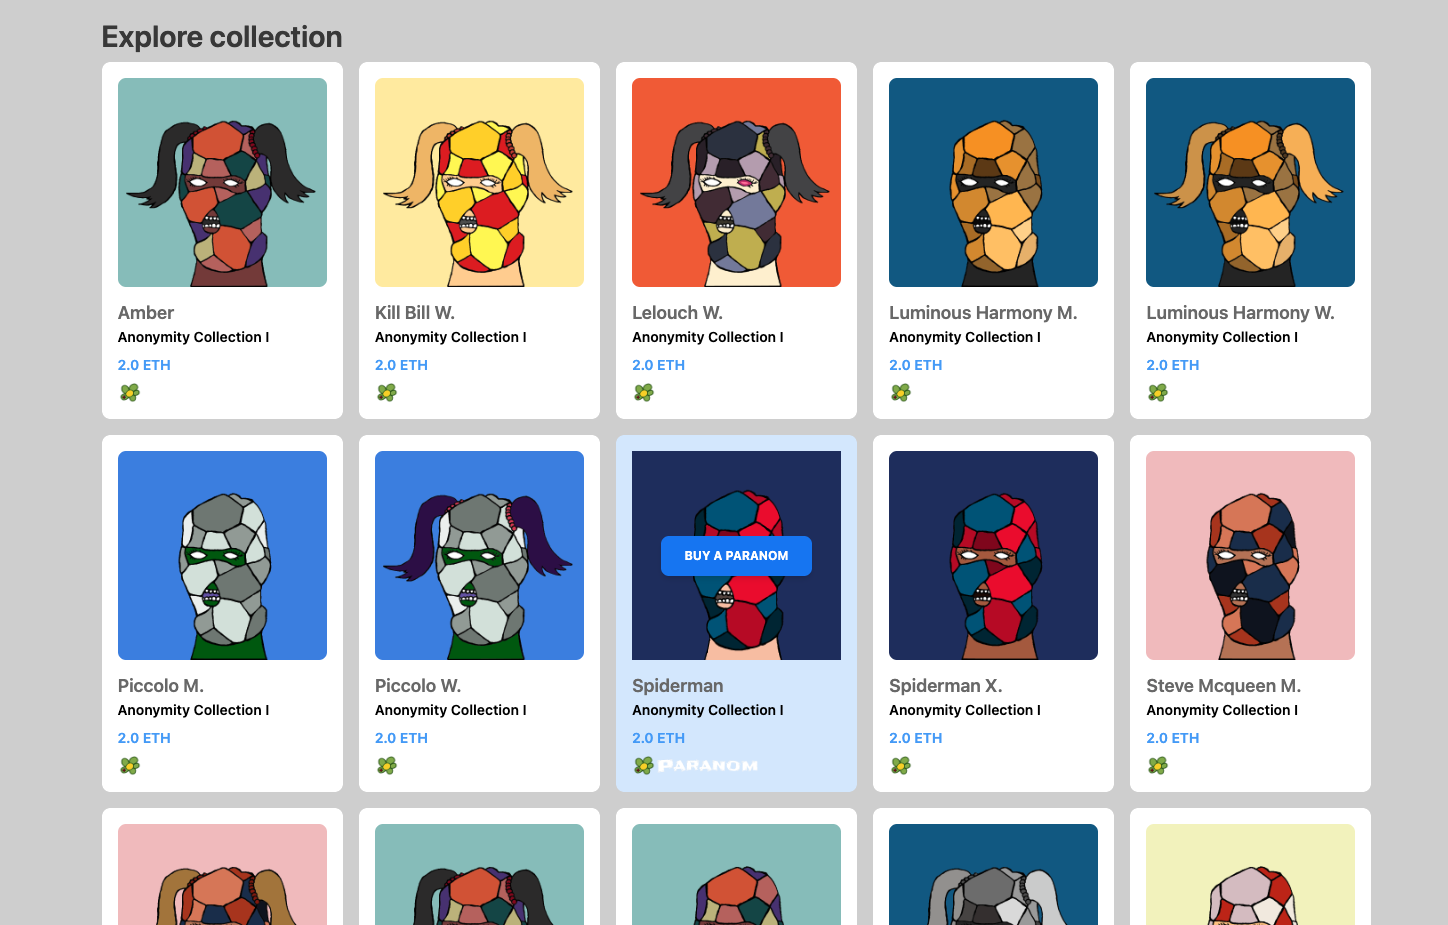 Explore collection
Amber
Anonymity Collection I
2.0 ETH
Kill Bill W.
Anonymity Collection I
2.0 ETH
Lelouch W.
Anonymity Collection I
2.0 ETH
Luminous Harmony M.
Anonymity Collection I
2.0 ETH
Luminous Harmony W.
Anonymity Collection I
2.0 ETH
Piccolo M.
Anonymity Collection I
2.0 ETH
Piccolo W.
Anonymity Collection I
2.0 ETH
BUY A PARANOM
Spiderman
Anonymity Collection I
2.0 ETH
PARANOM
Spiderman X.
Anonymity Collection I
2.0 ETH
Steve Mcqueen M.
Anonymity Collection I
2.0 ETH